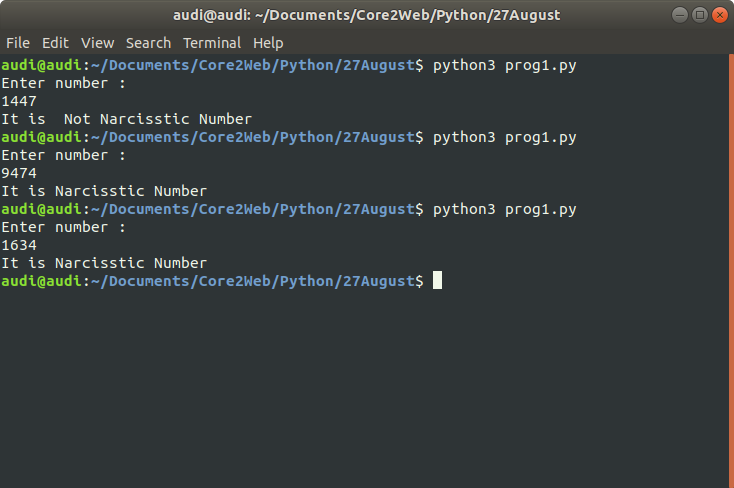 audi@audi: ~/Documents/Core2Web/Python/27August
File Edit View Search Terminal Help
audi@audi:~/Documents/Core2Web/Python/27August$ python3 prog1.py
Enter number :
1447
It is  Not Narcisstic Number
audi@audi:~/Documents/Core2Web/Python/27August$ python3 prog1.py
Enter number :
9474
It is Narcisstic Number
audi@audi:~/Documents/Core2Web/Python/27August$ python3 prog1.py
Enter number :
1634
It is Narcisstic Number
audi@audi:~/Documents/Core2Web/Python/27August$